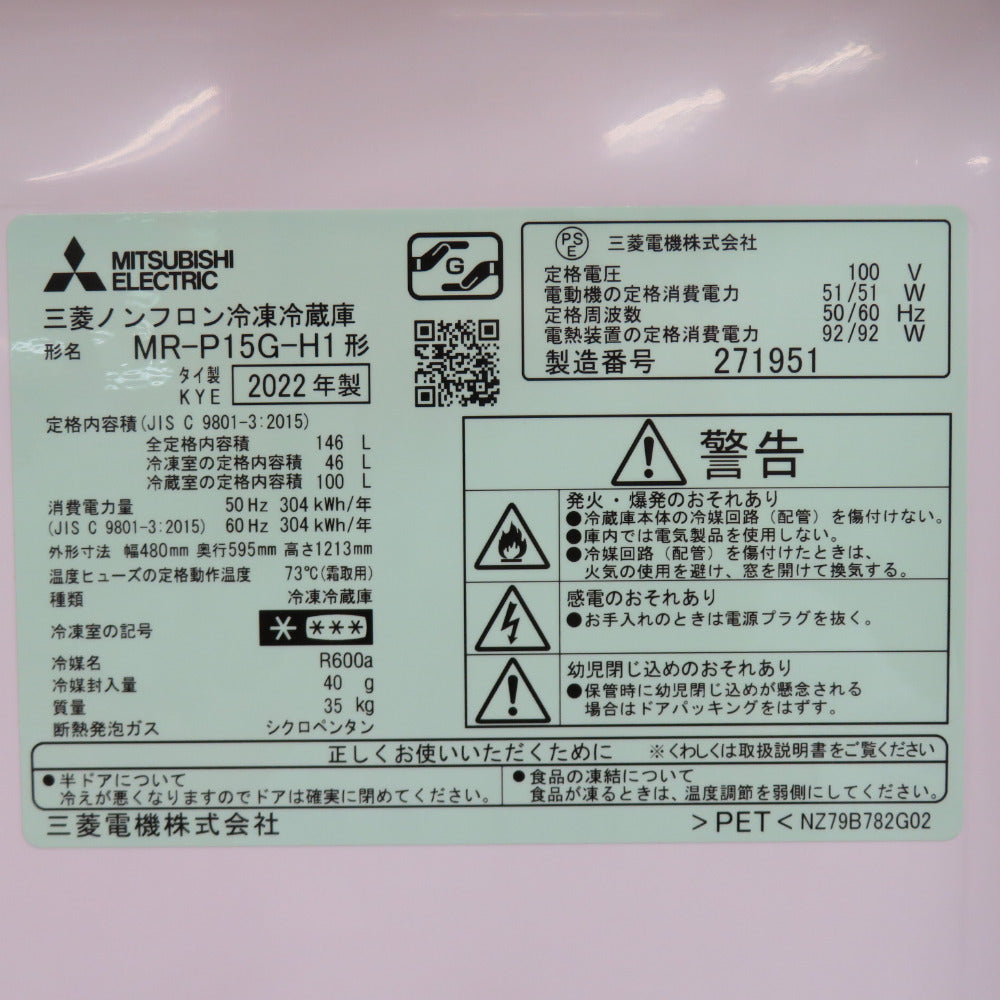 MITSUBISHI
ELECTRIC
三菱ノンフロン冷凍冷蔵庫
形名 MR-P15G-H1形
タイ製
KYE 2022年製
定格内容積(JIS C 9801-3:2015)
全定格内容積 146 L
冷凍室の定格内容積 46 L
冷蔵室の定格内容積 100 L
消費電力量 50Hz 304kWh/年
(JIS C 9801-3:2015) 60Hz 304kWh/年
外形寸法 幅480mm 奥行595mm 高さ1213mm
温度ヒューズの定格動作温度 73℃(霜取用)
種類 冷凍冷蔵庫
冷凍室の記号
冷媒名 R600a
冷媒封入量 40 g
質量 35 kg
断熱発泡ガス シクロペンタン
G
PSE 三菱電機株式会社
定格電圧 100 V
電動機の定格消費電力 51/51 W
定格周波数 50/60 Hz
電熱装置の定格消費電力 92/92 W
製造番号 271951
警告
発火・爆発のおそれあり
●冷蔵庫本体の冷媒回路(配管)を傷付けない。
●庫内では電気製品を使用しない。
●冷媒回路(配管)を傷付けたときは、
火気の使用を避け、窓を開けて換気する。
感電のおそれあり
●お手入れのときは電源プラグを抜く。
幼児閉じ込めのおそれあり
●保管時に幼児閉じ込めが懸念される
場合はドアパッキングをはずす。
正しくお使いいただくために ※くわしくは取扱説明書をご覧ください
●半ドアについて
冷えが悪くなりますのでドアは確実に閉めてください。
●食品の凍結について
食品が凍るときは、温度調節を弱側にしてください。
三菱電機株式会社 >PET< NZ79B782G02